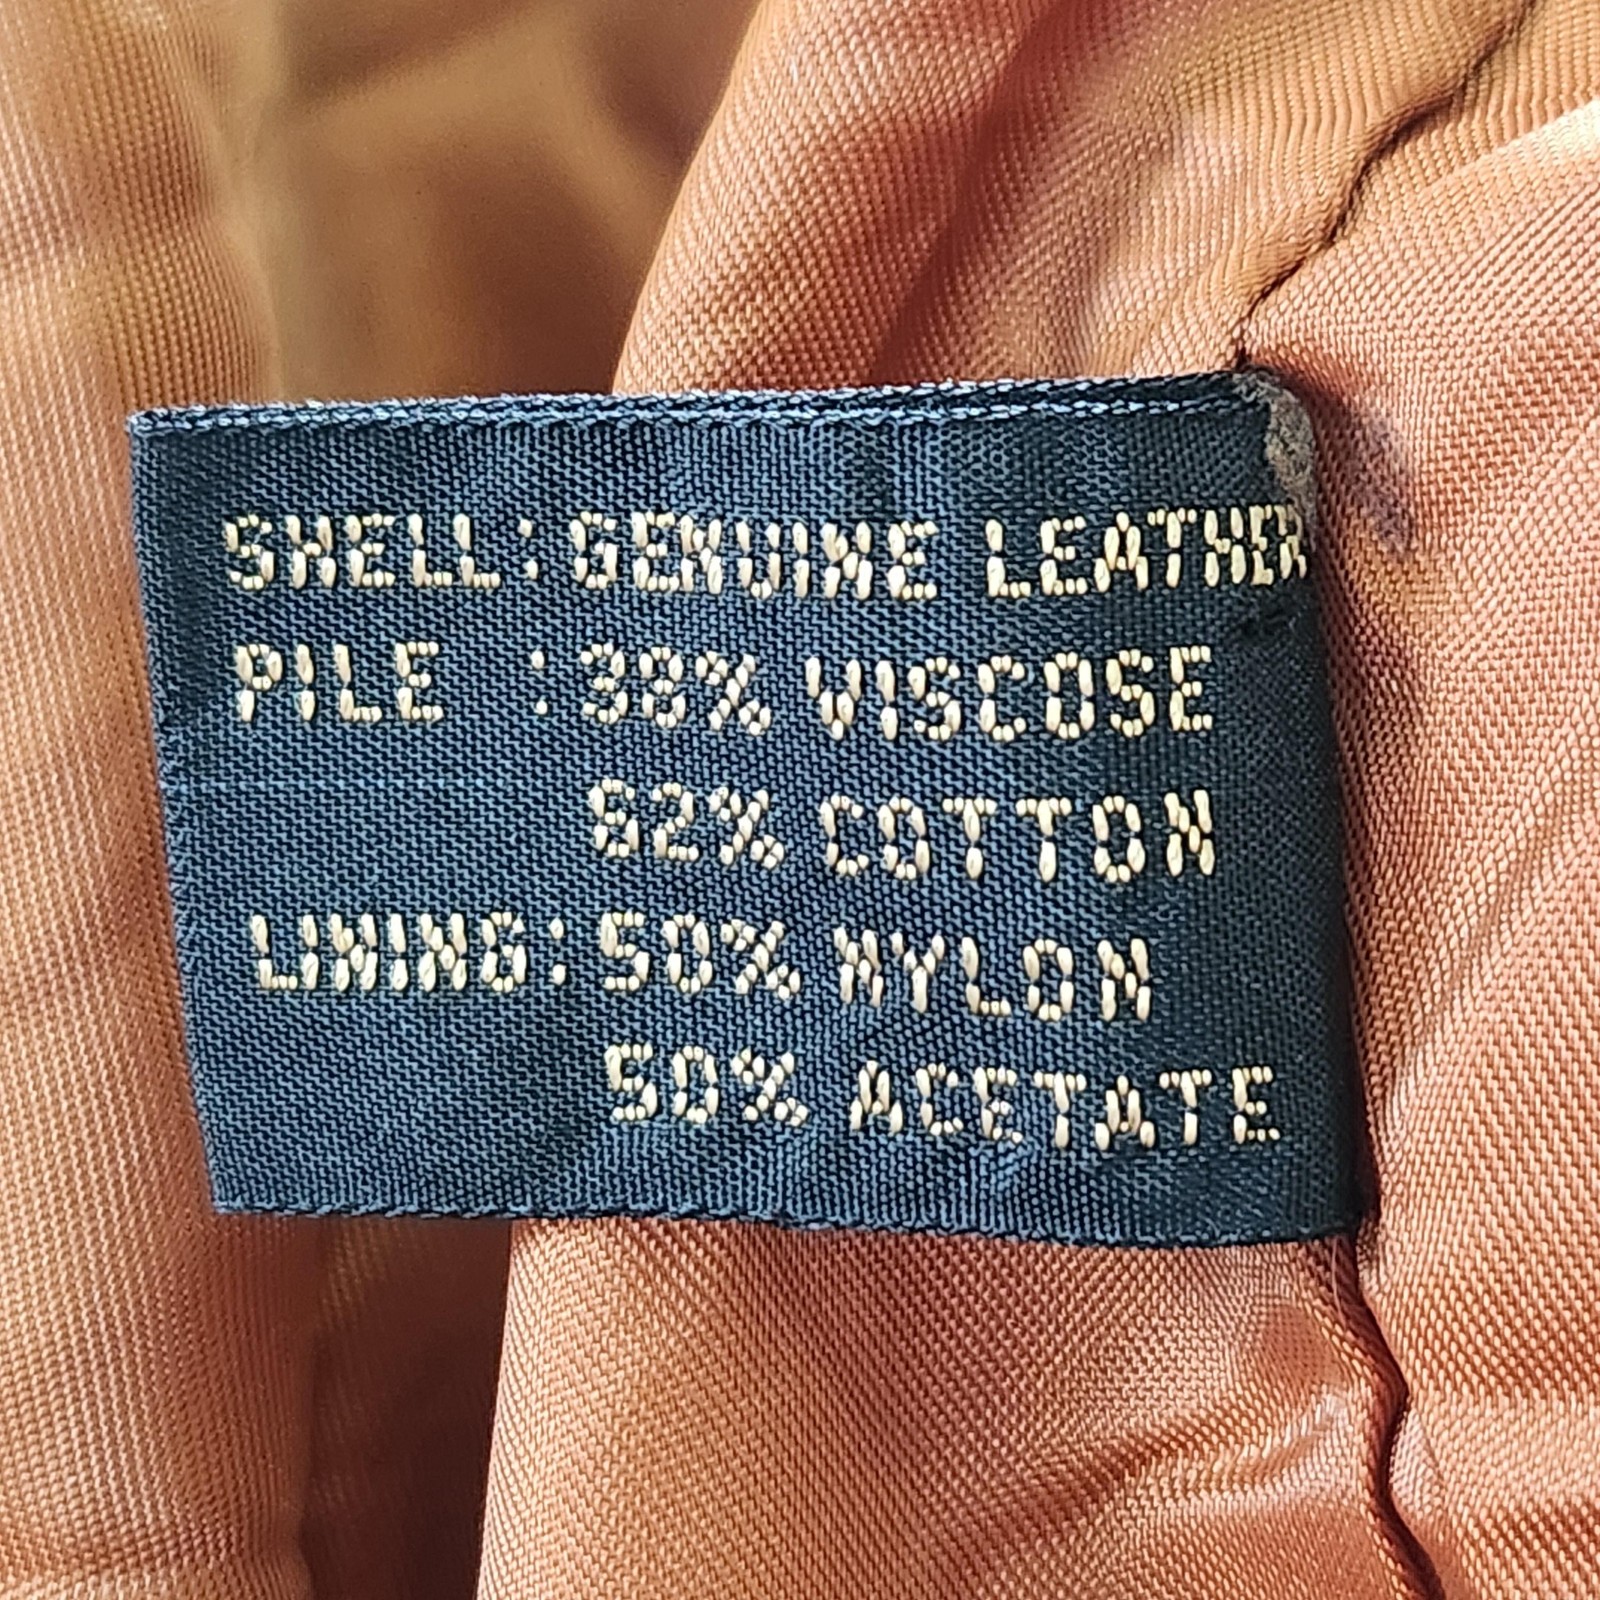 SHELL: GENUINE LEATHER
PILE : 38% VISCOSE
62% COTTON
LINING: 50% NYLON
50% ACETATE